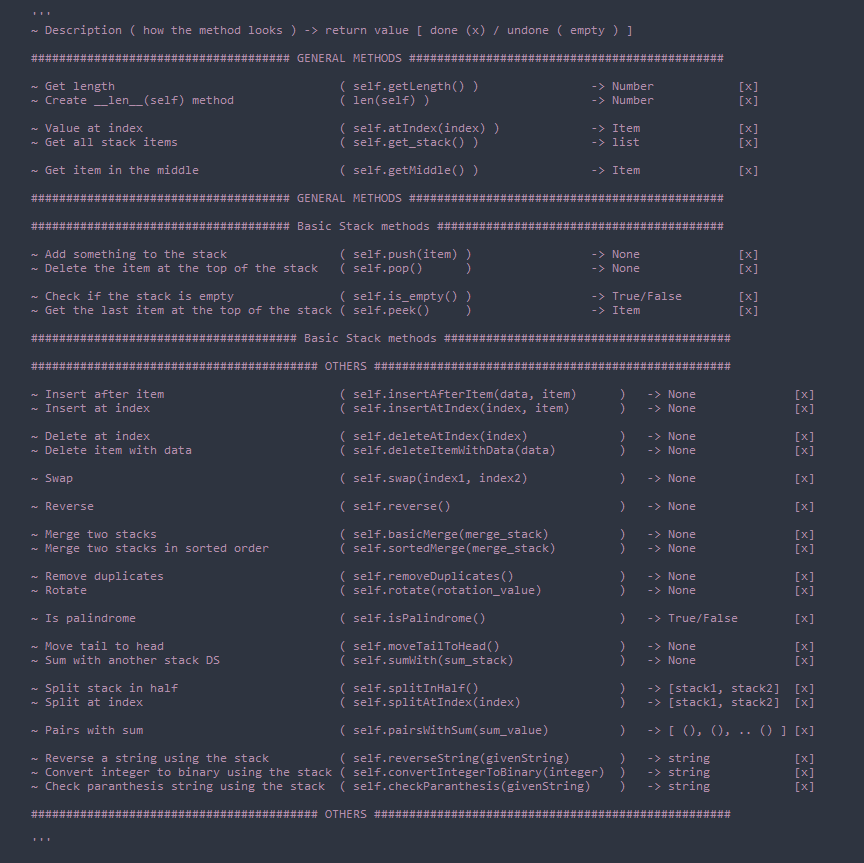 '''
~ Description ( how the method looks ) -> return value [ done (x) / undone ( empty ) ]
##################################### GENERAL METHODS #############################################
~ Get length ( self.getLength() ) -> Number [x]
~ Create __len__(self) method ( len(self) ) -> Number [x]
~ Value at index ( self.atIndex(index) ) -> Item [x]
~ Get all stack items ( self.get_stack() ) -> list [x]
~ Get item in the middle ( self.getMiddle() ) -> Item [x]
##################################### GENERAL METHODS #############################################
##################################### Basic Stack methods #########################################
~ Add something to the stack ( self.push(item) ) -> None [x]
~ Delete the item at the top of the stack ( self.pop() ) -> None [x]
~ Check if the stack is empty ( self.is_empty() ) -> True/False [x]
~ Get the last item at the top of the stack ( self.peek() ) -> Item [x]
###################################### Basic Stack methods #########################################
######################################### OTHERS ###################################################
~ Insert after item ( self.insertAfterItem(data, item) ) -> None [x]
~ Insert at index ( self.insertAtIndex(index, item) ) -> None [x]
~ Delete at index ( self.deleteAtIndex(index) ) -> None [x]
~ Delete item with data ( self.deleteItemWithData(data) ) -> None [x]
~ Swap ( self.swap(index1, index2) ) -> None [x]
~ Reverse ( self.reverse() ) -> None [x]
~ Merge two stacks ( self.basicMerge(merge_stack) ) -> None [x]
~ Merge two stacks in sorted order ( self.sortedMerge(merge_stack) ) -> None [x]
~ Remove duplicates ( self.removeDuplicates() ) -> None [x]
~ Rotate ( self.rotate(rotation_value) ) -> None [x]
~ Is palindrome ( self.isPalindrome() ) -> True/False [x]
~ Move tail to head ( self.moveTailToHead() ) -> None [x]
~ Sum with another stack DS ( self.sumWith(sum_stack) ) -> None [x]
~ Split stack in half ( self.splitInHalf() ) -> [stack1, stack2] [x]
~ Split at index ( self.splitAtIndex(index) ) -> [stack1, stack2] [x]
~ Pairs with sum ( self.pairsWithSum(sum_value) ) -> [ (), (), .. () ] [x]
~ Reverse a string using the stack ( self.reverseString(givenString) ) -> string [x]
~ Convert integer to binary using the stack ( self.convertIntegerToBinary(integer) ) -> string [x]
~ Check paranthesis string using the stack ( self.checkParanthesis(givenString) ) -> string [x]
######################################### OTHERS ###################################################
'''